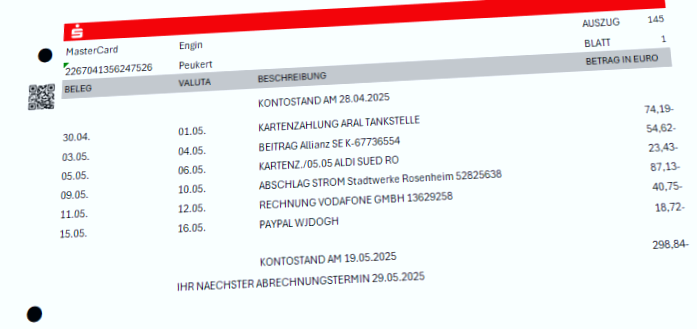 MasterCard Engin AUSZUG 145
2267041356247526 Peukert BLATT 1
BELEG VALUTA BESCHREIBUNG BETRAG IN EURO
KONTOSTAND AM 28.04.2025
30.04. 01.05. KARTENZAHLUNG ARAL TANKSTELLE 74,19-
03.05. 04.05. BEITRAG Allianz SE K-67736554 54,62-
05.05. 06.05. KARTENZ./05.05 ALDI SUED RO 23,43-
09.05. 10.05. ABSCHLAG STROM Stadtwerke Rosenheim 52825638 87,13-
11.05. 12.05. RECHNUNG VODAFONE GMBH 13629258 40,75-
15.05. 16.05. PAYPAL WJDOGH 18,72-
KONTOSTAND AM 19.05.2025 298,84-
IHR NAECHSTER ABRECHNUNGSTERMIN 29.05.2025